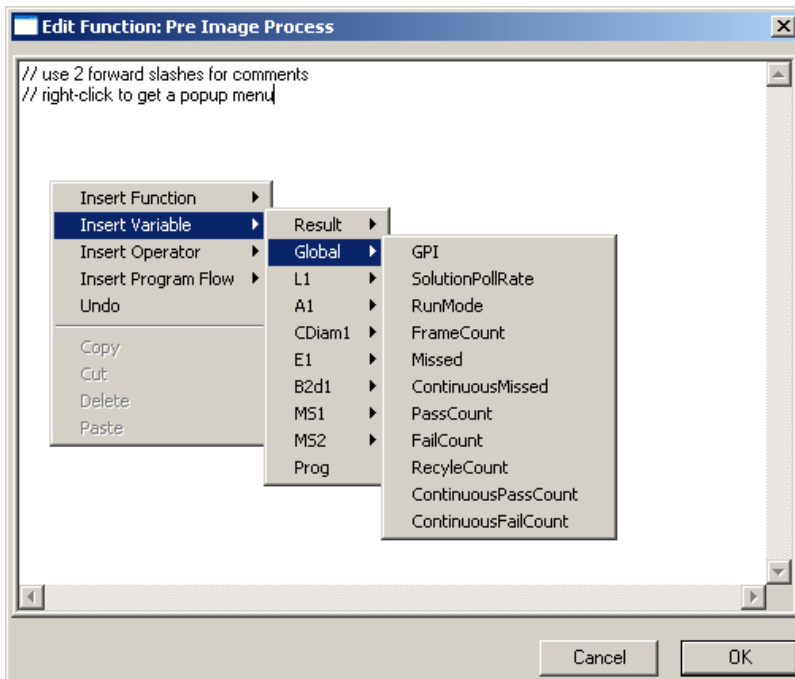 Edit Function: Pre Image Process
// use 2 forward slashes for comments
// right-click to get a popup menu
Insert Function
Insert Variable
Insert Operator
Insert Program Flow
Undo
Copy
Cut
Delete
Paste
Result
Global
L1
A1
CDiam1
E1
B2d1
MS1
MS2
Prog
GPI
SolutionPollRate
RunMode
FrameCount
Missed
ContinuousMissed
PassCount
FailCount
RecyleCount
ContinuousPassCount
ContinuousFailCount
Cancel
OK